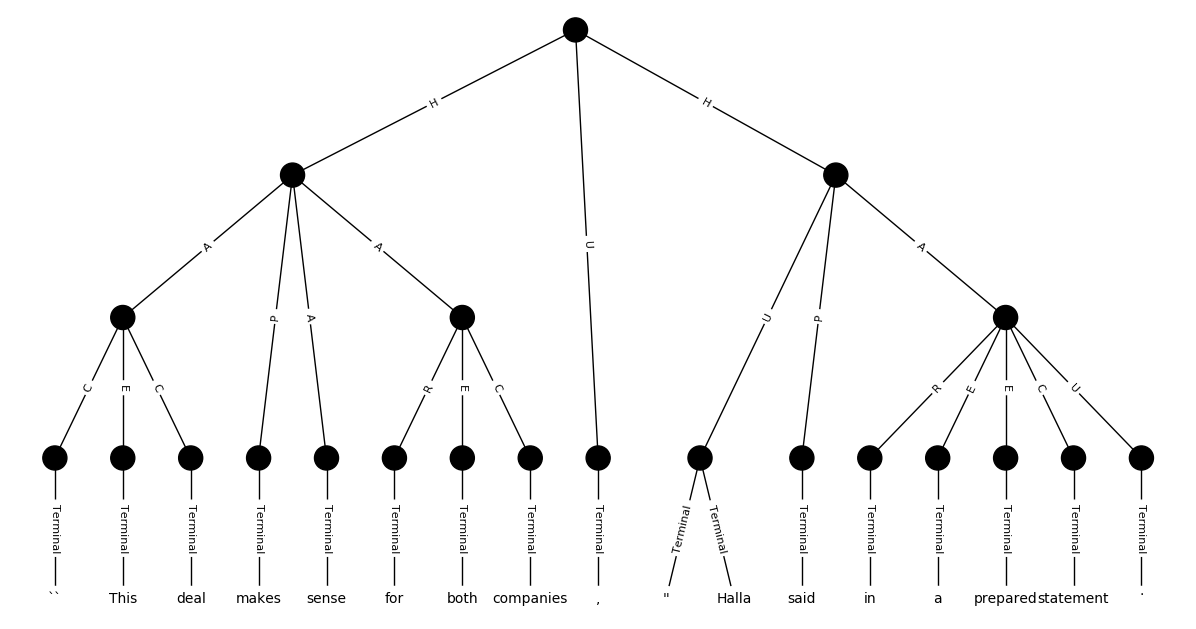 H H
A A U A
P A U P
C E C R E C R E E C U
Terminal Terminal Terminal Terminal Terminal Terminal Terminal Terminal Terminal Terminal Terminal Terminal Terminal Terminal Terminal Terminal Terminal
`` This deal makes sense for both companies , " Halla said in a prepared statement .